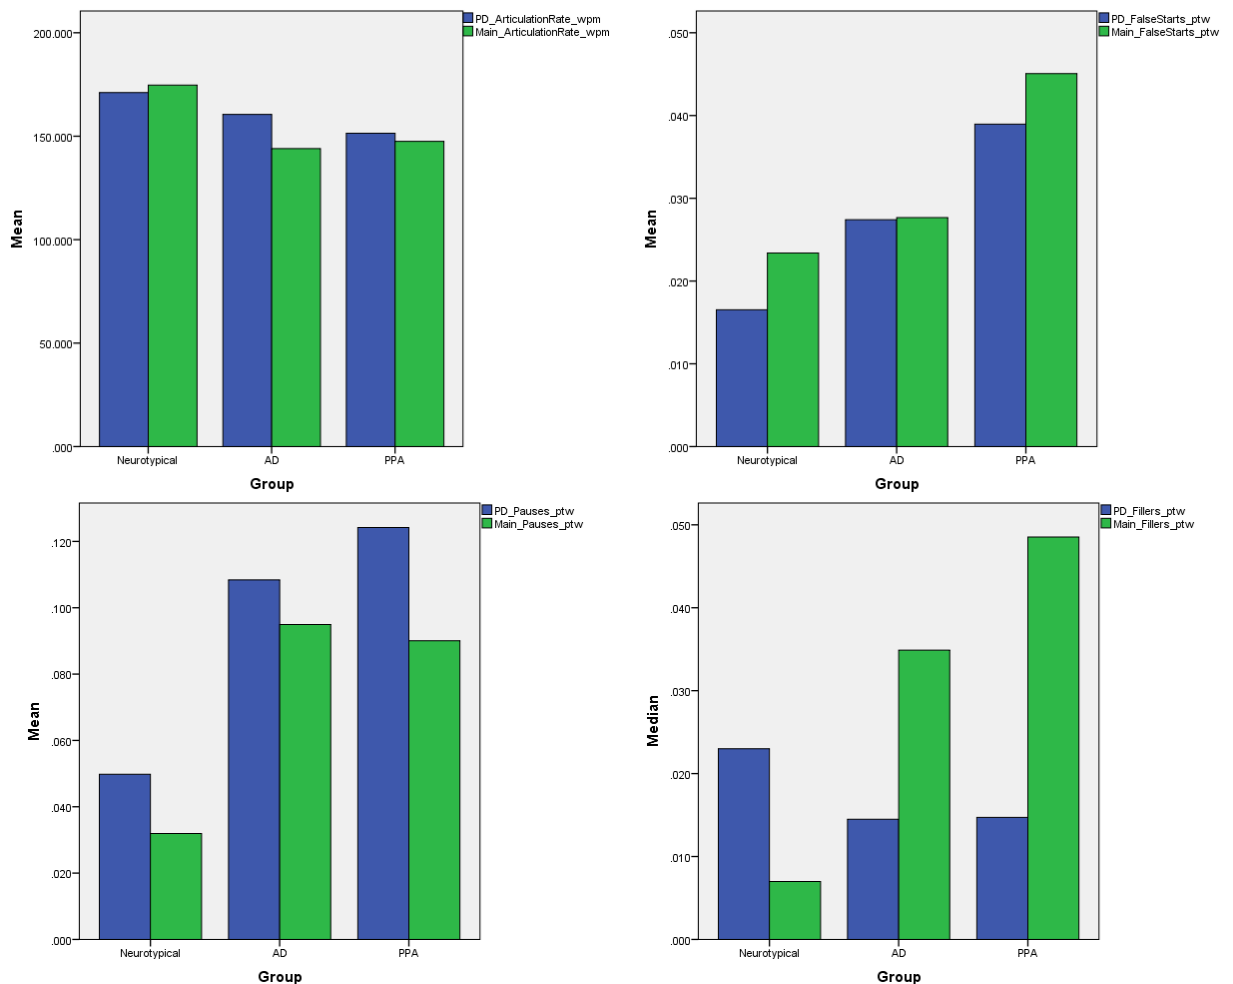 PD_ArticulationRate_wpm
Main_ArticulationRate_wpm
200.000
150.000
100.000
50.000
.000
Mean
Neurotypical AD PPA
Group
PD_FalseStarts_ptw
Main_FalseStarts_ptw
.050
.040
.030
.020
.010
.000
Mean
Neurotypical AD PPA
Group
PD_Pauses_ptw
Main_Pauses_ptw
.120
.100
.080
.060
.040
.020
.000
Mean
Neurotypical AD PPA
Group
PD_Fillers_ptw
Main_Fillers_ptw
.050
.040
.030
.020
.010
.000
Median
Neurotypical AD PPA
Group